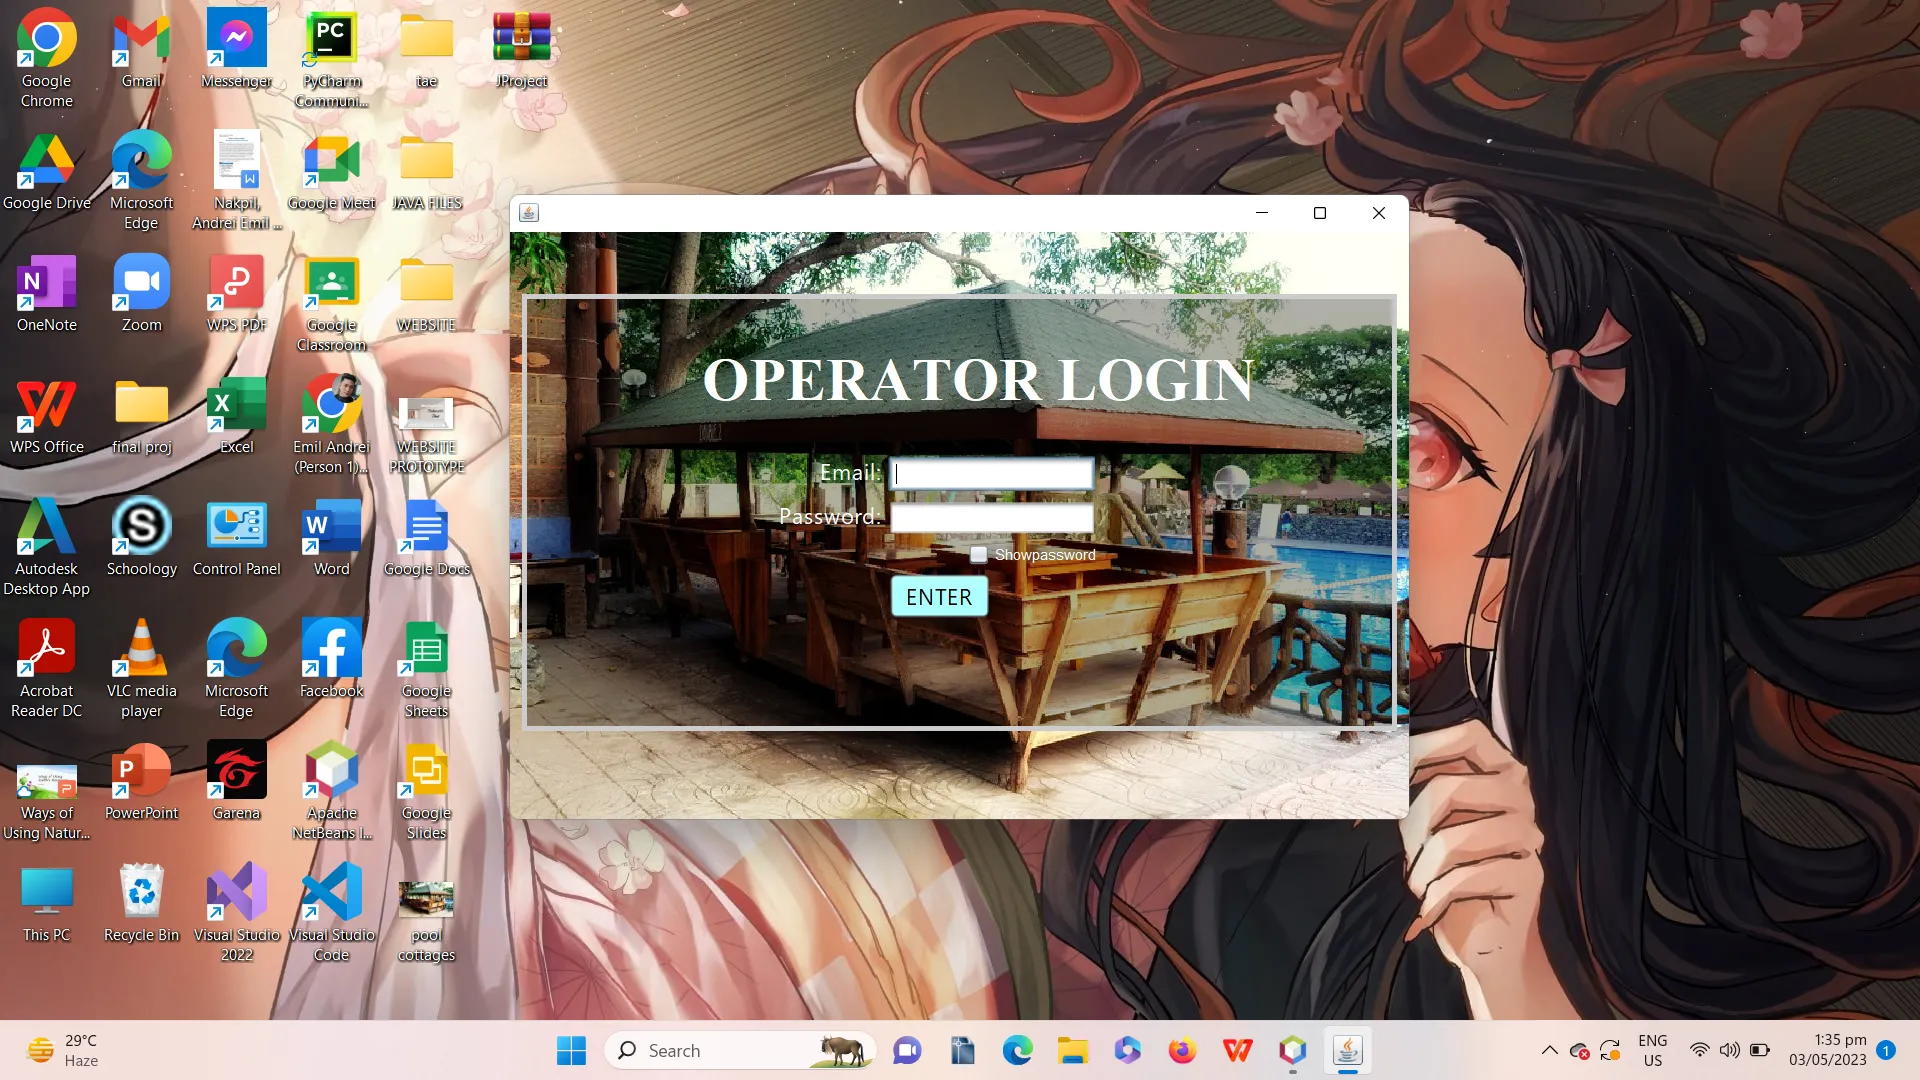 Google
Chrome
Gmail
Messenger
PC
PyCharm
Communi...
tae
JProject
Google Drive
Microsoft
Edge
W
Nakpil,
Andrei Emil ...
Google Meet
JAVA FILES
N
OneNote
Zoom
WPS PDF
Google
Classroom
WEBSITE
WPS Office
final proj
X
Excel
Emil Andrei
(Person 1)...
WEBSITE
PROTOTYPE
Autodesk
Desktop App
S
Schoology
Control Panel
W
Word
Google Docs
Acrobat
Reader DC
VLC media
player
Microsoft
Edge
Facebook
Google
Sheets
Ways of
Using Natur...
P
PowerPoint
Garena
Apache
NetBeans I...
Google
Slides
This PC
Recycle Bin
Visual Studio
2022
Visual Studio
Code
pool
cottages
OPERATOR LOGIN
Email:
Password:
Showpassword
ENTER
29°C
Haze
Search
ENG
US
1:35 pm
03/05/2023
1